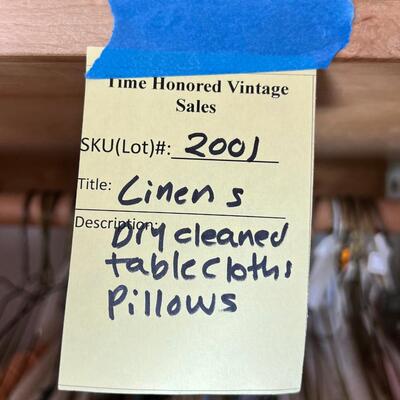 Time Honored Vintage
Sales
SKU(Lot)#: 2001
Title: Linens
Description:
Dry cleaned
tablecloths
Pillows